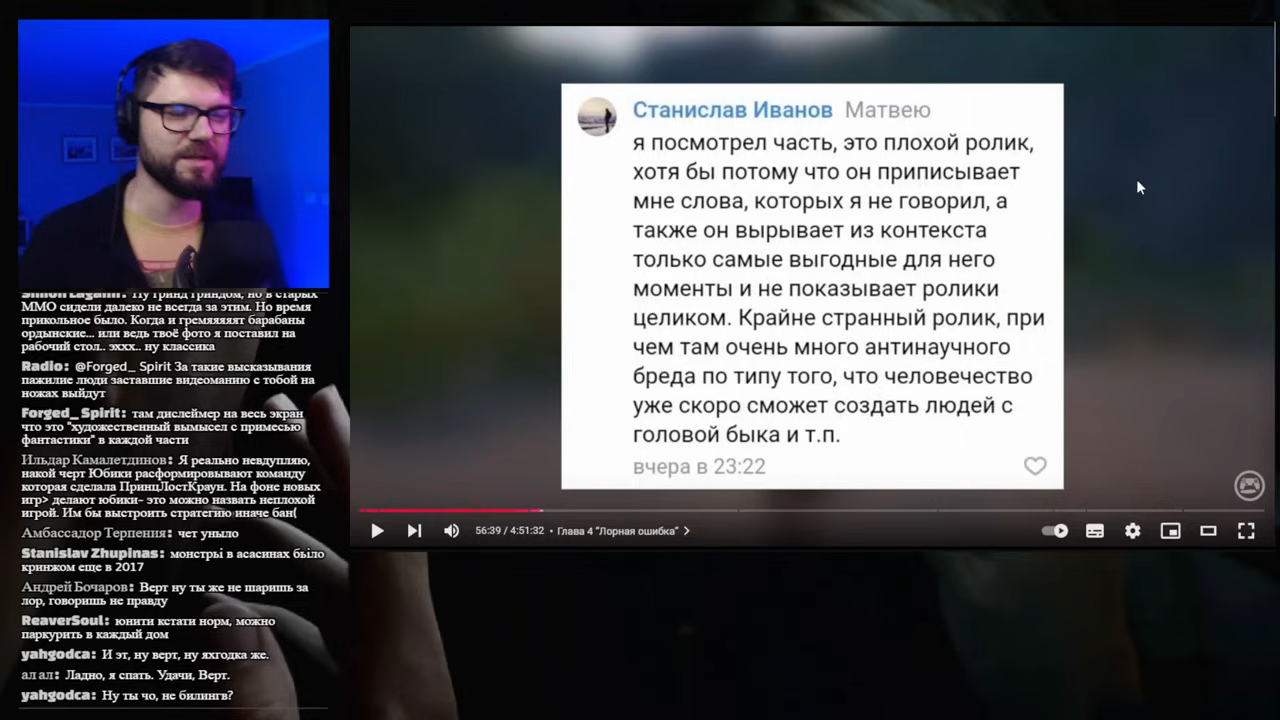 Станислав Иванов Матвею
я посмотрел часть, это плохой ролик,
хотя бы потому что он приписывает
мне слова, которых я не говорил, а
также он вырывает из контекста
только самые выгодные для него
моменты и не показывает ролики
целиком. Крайне странный ролик, при
чем там очень много антинаучного
бреда по типу того, что человечество
уже скоро сможет создать людей с
головой быка и т.п.
вчера в 23:22
56:39 / 4:51:32 • Глава 4 "Лорная ошибка" >
Ну гринд гриндом, но в старых
ММО сидели далеко не всегда за этим. Но время
прикольное было. Когда и гремяяяяят барабаны
ордынские... или ведь твоё фото я поставил на
рабочий стол.. эххх.. ну классика
Radio: @Forged_ Spirit За такие высказывания
пажилие люди заставшие видеоманию с тобой на
ножах выйдут
Forged_ Spirit: там дислеймер на весь экран
что это "художественный вымысел с примесью
фантастики" в каждой части
Ильдар Камалетдинов: Я реально невдупляю,
накой черт Юбики расформировывают команду
которая сделала ПринцЛостКраун. На фоне новых
игр> делают юбики- это можно назвать неплохой
игрой. Им бы выстроить стратегию иначе бан(
Амбассадор Терпения: чет уныло
Stanislav Zhupinas: монстры в асасинах было
кринжом еще в 2017
Андрей Бочаров: Верт ну ты же не шаришь за
лор, говоришь не правду
ReaverSoul: юнити кстати норм, можно
паркурить в каждый дом
yahgodca: И эт, ну верт, ну яхгодка же.
ал ал: Ладно, я спать. Удачи, Верт.
yahgodca: Ну ты чо, не билингв?